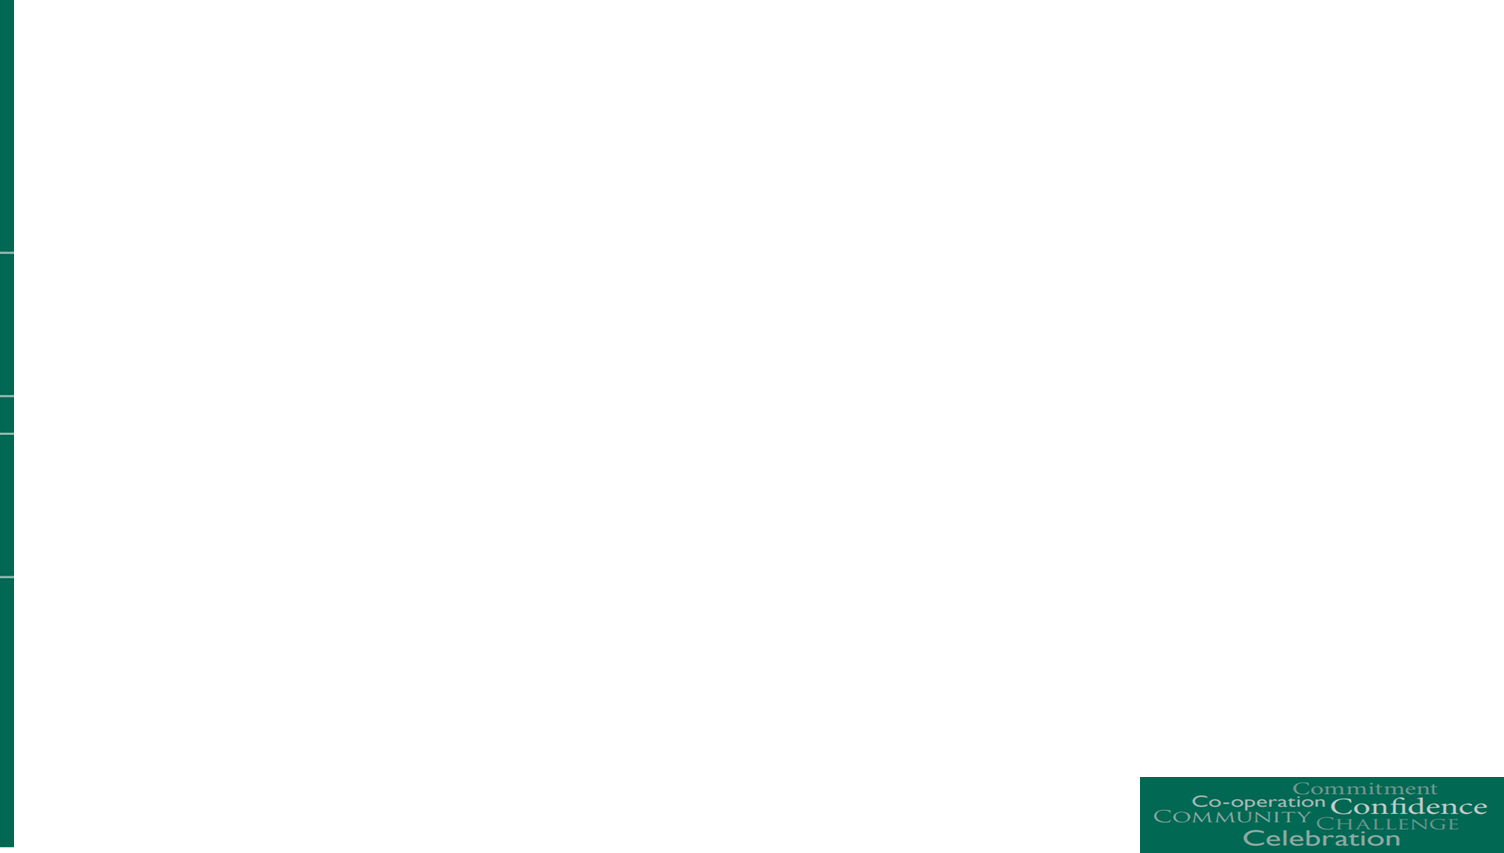 Commitment
Co-operation Confidence
COMMUNITY CHALLENGE
Celebration